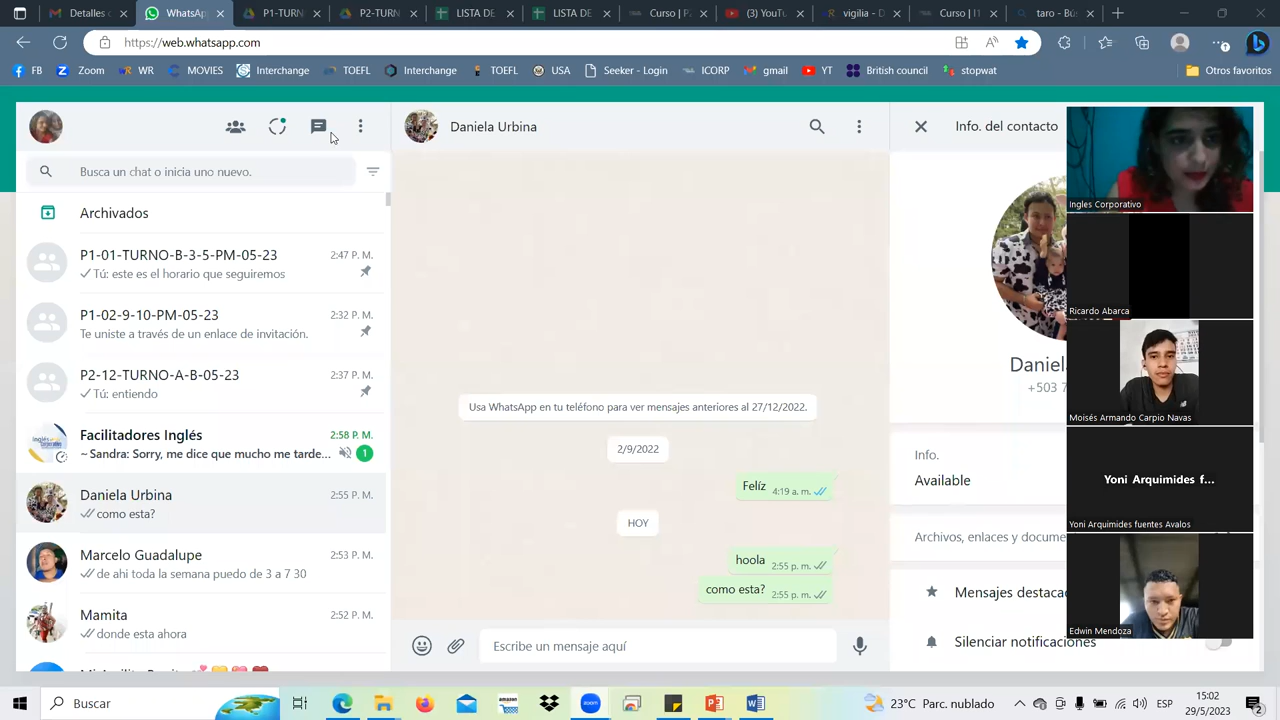 Detalles c
WhatsAp
P1-TURN
P2-TURN
LISTA DE
LISTA DE
Curso | P
(3) YouT
vigilia - D
Curso | I1
taro - Bú
https://web.whatsapp.com
FB
Zoom
WR
MOVIES
Interchange
TOEFL
Interchange
TOEFL
USA
Seeker - Login
ICORP
gmail
YT
British council
stopwat
Otros favoritos
Busca un chat o inicia uno nuevo.
Archivados
P1-01-TURNO-B-3-5-PM-05-23
2:47 P. M.
Tú: este es el horario que seguiremos
P1-02-9-10-PM-05-23
2:32 P. M.
Te uniste a través de un enlace de invitación.
P2-12-TURNO-A-B-05-23
2:37 P. M.
Tú: entiendo
Facilitadores Inglés
2:58 P. M.
~ Sandra: Sorry, me dice que mucho me tarde...
1
Daniela Urbina
2:55 P. M.
como esta?
Marcelo Guadalupe
2:53 P. M.
de ahi toda la semana puedo de 3 a 7 30
Mamita
2:52 P. M.
donde esta ahora
Daniela Urbina
Usa WhatsApp en tu teléfono para ver mensajes anteriores al 27/12/2022.
2/9/2022
Felíz 4:19 a. m.
HOY
hoola 2:55 p. m.
como esta? 2:55 p. m.
Escribe un mensaje aquí
Info. del contacto
Daniel
+503 7
Info.
Available
Archivos, enlaces y docume
Mensajes destaca
Silenciar notificaciones
Ingles Corporativo
Ricardo Abarca
Moisés Armando Carpio Navas
Yoni Arquimides f...
Yoni Arquimides fuentes Avalos
Edwin Mendoza
Buscar
amazon
zoom
23°C Parc. nublado
ESP
15:02
29/5/2023
2